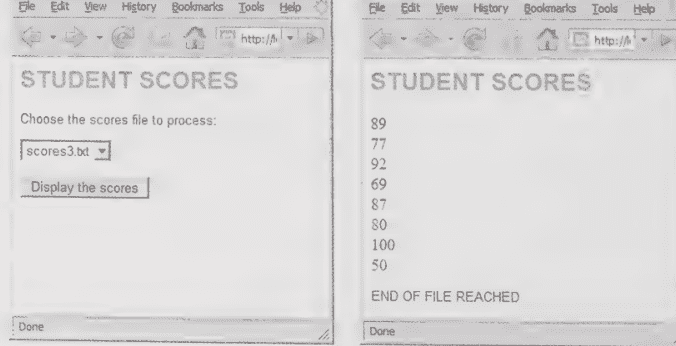 File Edit View History Bookmarks Tools Help
http://
STUDENT SCORES
Choose the scores file to process:
scores3.txt
Display the scores
Done
File Edit View History Bookmarks Tools Help
http://
STUDENT SCORES
89
77
92
69
87
80
100
50
END OF FILE REACHED
Done